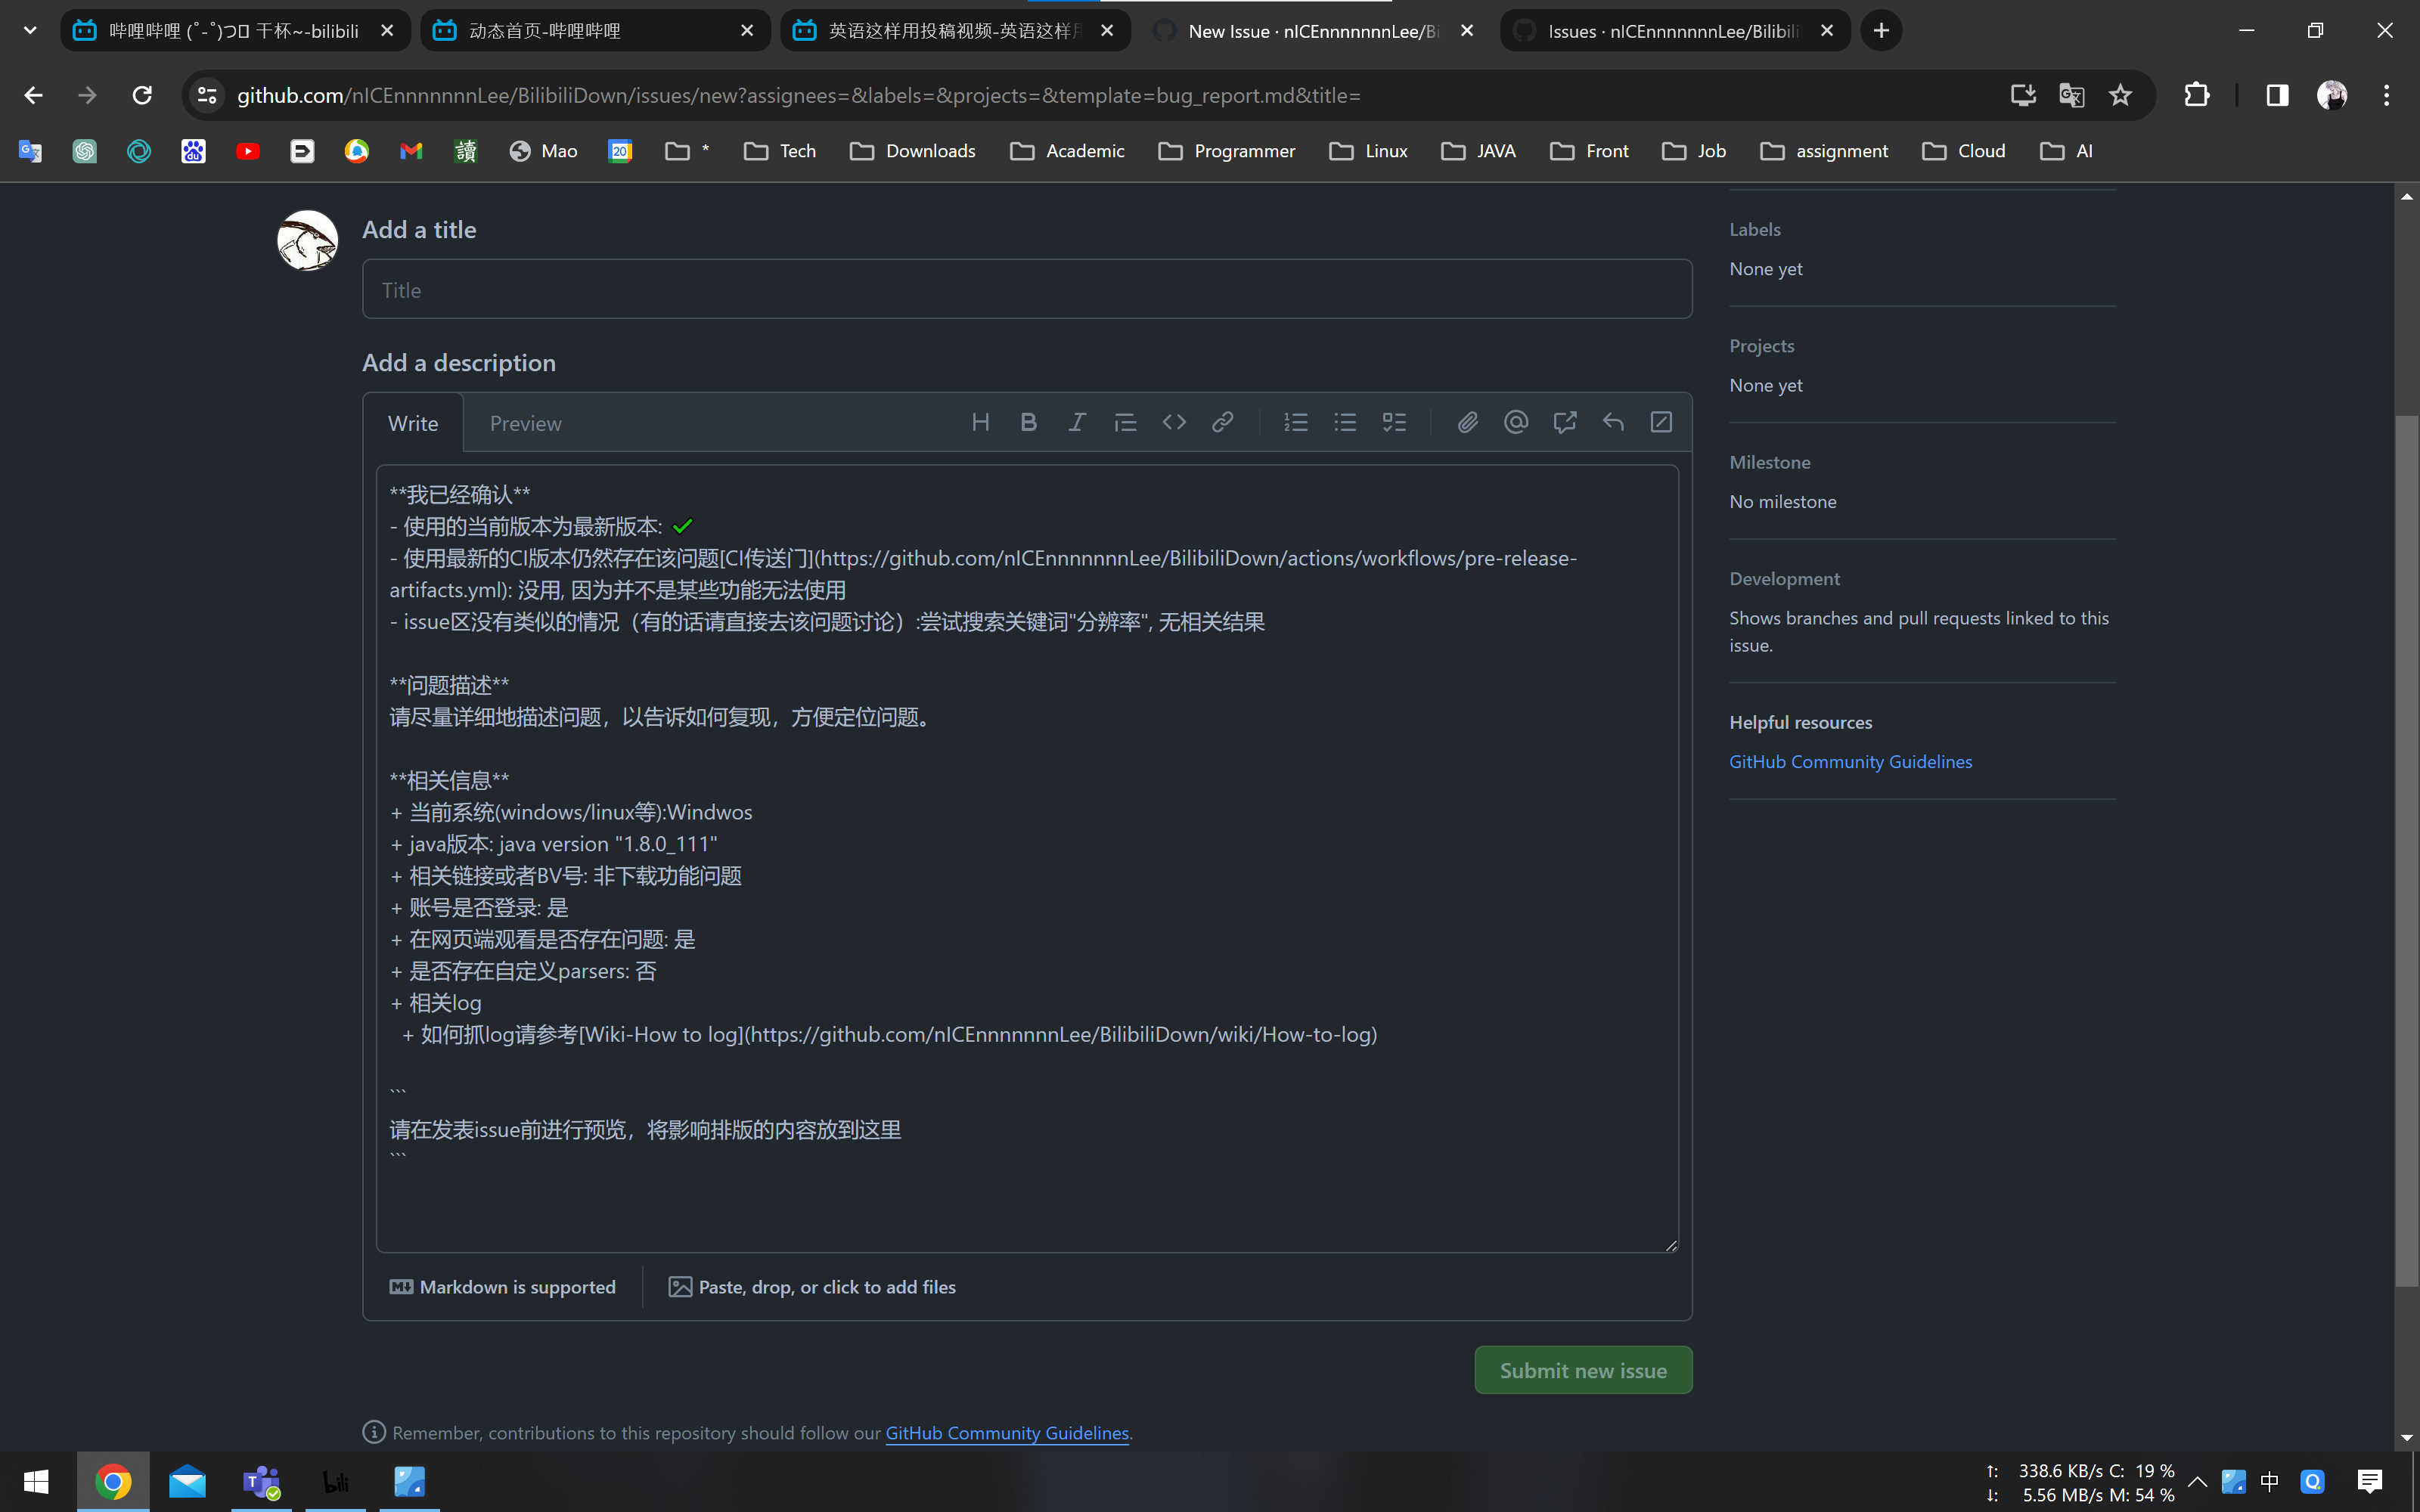 哔哩哔哩 (゜-゜)つロ 干杯~-bilibili
动态首页-哔哩哔哩
英语这样用投稿视频-英语这样
New Issue · nICEnnnnnnnLee/Bi
Issues · nICEnnnnnnnLee/Bilibili
github.com/nICEnnnnnnnLee/BilibiliDown/issues/new?assignees=&labels=&projects=&template=bug_report.md&title=
Mao
20
*
Tech
Downloads
Academic
Programmer
Linux
JAVA
Front
Job
assignment
Cloud
AI
Add a title
Title
Add a description
Write
Preview
**我已经确认**
- 使用的当前版本为最新版本: ✔
- 使用最新的CI版本仍然存在该问题[CI传送门](https://github.com/nICEnnnnnnnLee/BilibiliDown/actions/workflows/pre-release-
artifacts.yml): 没用, 因为并不是某些功能无法使用
- issue区没有类似的情况（有的话请直接去该问题讨论）:尝试搜索关键词"分辨率", 无相关结果
**问题描述**
请尽量详细地描述问题，以告诉如何复现，方便定位问题。
**相关信息**
+ 当前系统(windows/linux等):Windwos
+ java版本: java version "1.8.0_111"
+ 相关链接或者BV号: 非下载功能问题
+ 账号是否登录: 是
+ 在网页端观看是否存在问题: 是
+ 是否存在自定义parsers: 否
+ 相关log
+ 如何抓log请参考[Wiki-How to log](https://github.com/nICEnnnnnnnLee/BilibiliDown/wiki/How-to-log)
```
请在发表issue前进行预览，将影响排版的内容放到这里
```
Markdown is supported
Paste, drop, or click to add files
Submit new issue
Remember, contributions to this repository should follow our GitHub Community Guidelines.
Labels
None yet
Projects
None yet
Milestone
No milestone
Development
Shows branches and pull requests linked to this
issue.
Helpful resources
GitHub Community Guidelines
bili
↑: 338.6 KB/s C: 19 %
↓: 5.56 MB/s M: 54 %
中